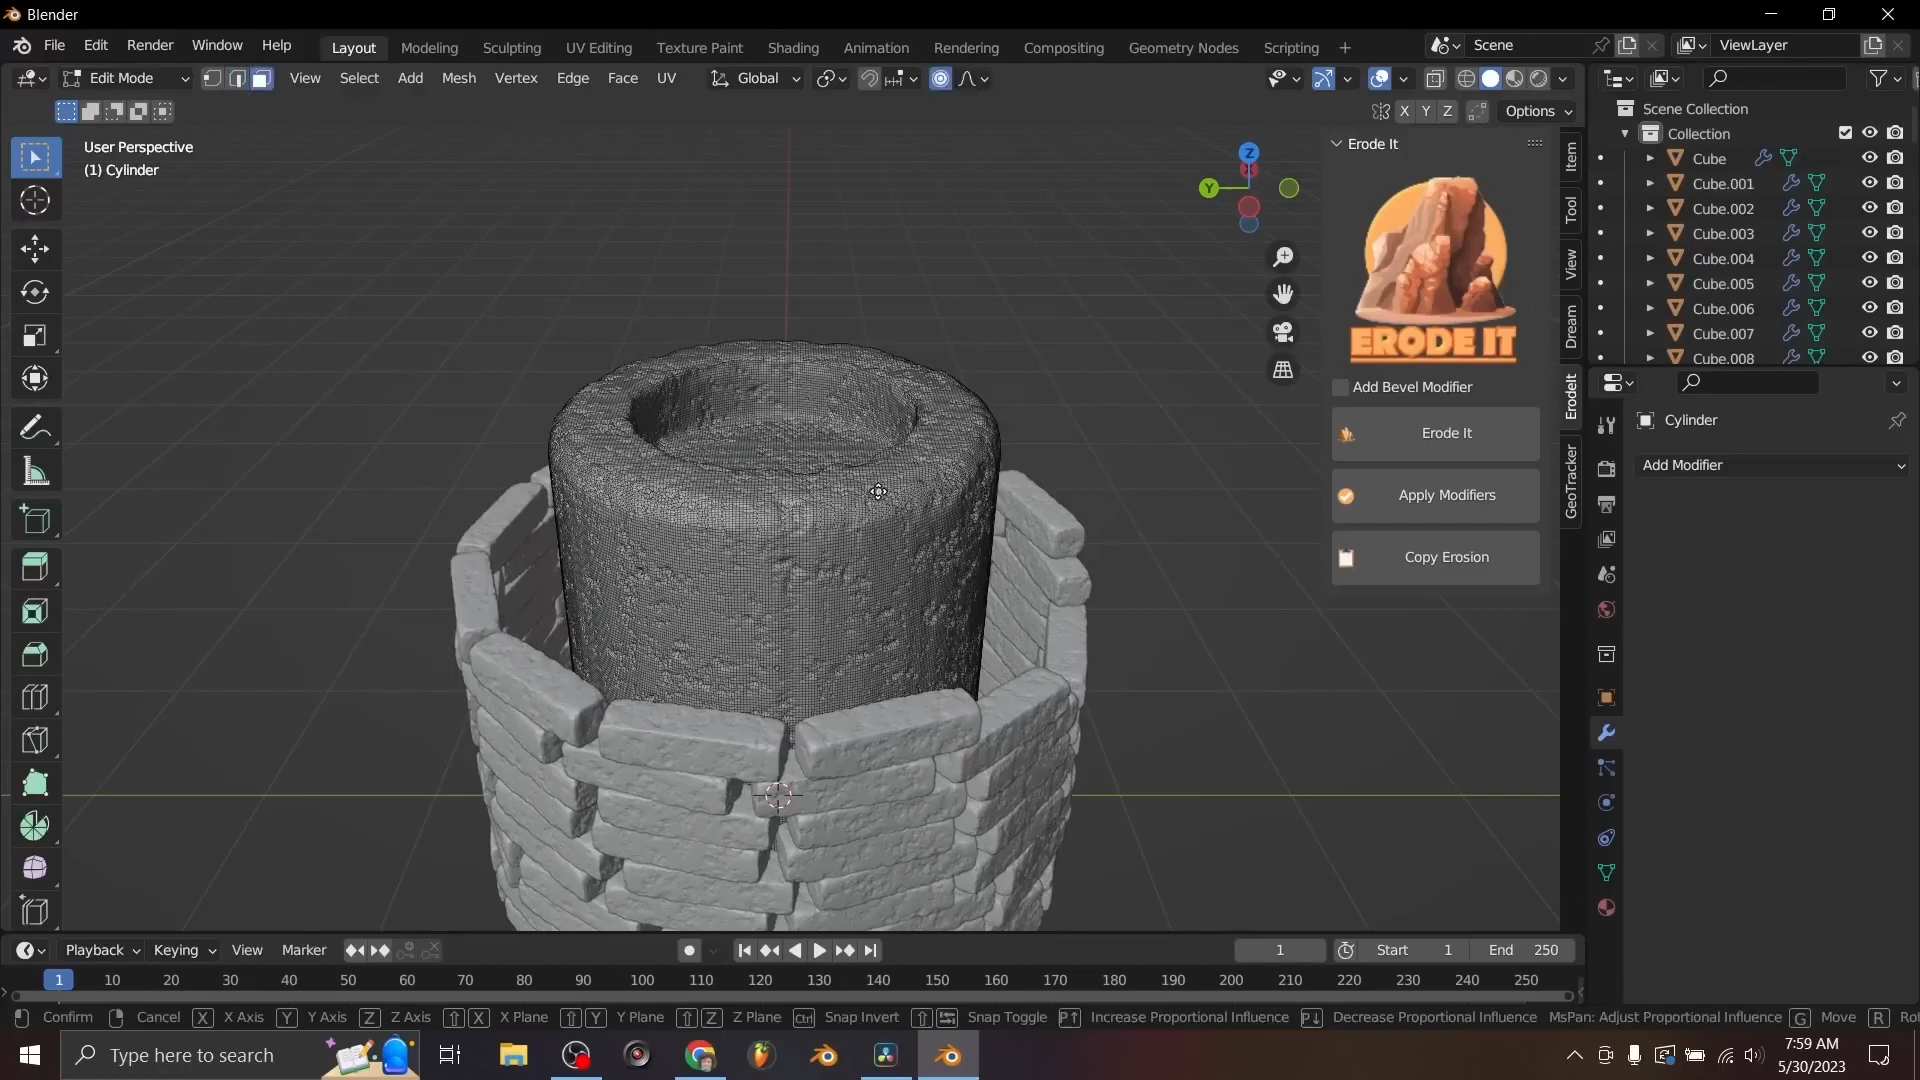 Blender
File Edit Render Window Help Layout Modeling Sculpting UV Editing Texture Paint Shading Animation Rendering Compositing Geometry Nodes Scripting + Scene ViewLayer
Edit Mode View Select Add Mesh Vertex Edge Face UV Global
X Y Z Options
User Perspective
(1) Cylinder
Z
Y
Erode It
ERODE IT
Add Bevel Modifier
Erode It
Apply Modifiers
Copy Erosion
Item
Tool
View
Dream
ErodeIt
GeoTracker
Scene Collection
Collection
Cube
Cube.001
Cube.002
Cube.003
Cube.004
Cube.005
Cube.006
Cube.007
Cube.008
Cylinder
Add Modifier
Playback Keying View Marker 1 Start 1 End 250
1 10 20 30 40 50 60 70 80 90 100 110 120 130 140 150 160 170 180 190 200 210 220 230 240 250
Confirm Cancel X X Axis Y Y Axis Z Z Axis X X Plane Y Y Plane Z Z Plane Ctrl Snap Invert Snap Toggle P↑ Increase Proportional Influence P↓ Decrease Proportional Influence MsPan: Adjust Proportional Influence G Move R
Type here to search
7:59 AM
5/30/2023